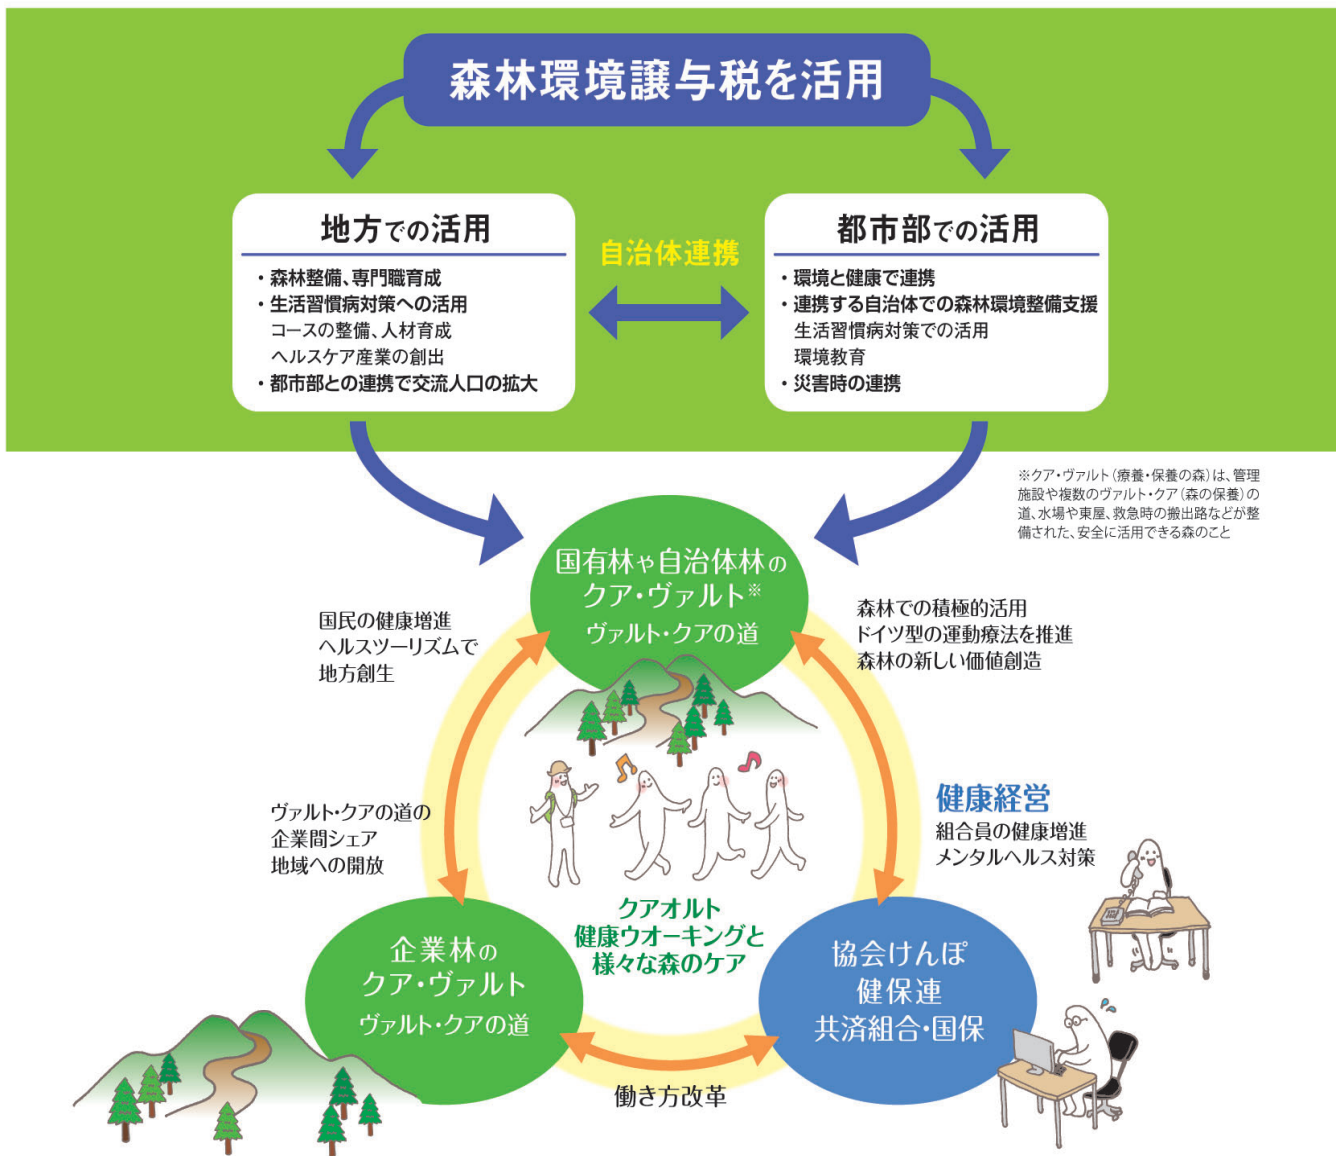 森林環境譲与税を活用
地方での活用
・森林整備、専門職育成
・生活習慣病対策への活用
コースの整備、人材育成
ヘルスケア産業の創出
・都市部との連携で交流人口の拡大
自治体連携
都市部での活用
・環境と健康で連携
・連携する自治体での森林環境整備支援
生活習慣病対策での活用
環境教育
・災害時の連携
※クア・ヴァルト（療養・保養の森）は、管理
施設や複数のヴァルト・クア（森の保養）の
道、水場や東屋、救急時の搬出路などが整
備された、安全に活用できる森のこと
国有林や自治体林の
クア・ヴァルト※
ヴァルト・クアの道
国民の健康増進
ヘルスツーリズムで
地方創生
森林での積極的活用
ドイツ型の運動療法を推進
森林の新しい価値創造
ヴァルト・クアの道の
企業間シェア
地域への開放
健康経営
組合員の健康増進
メンタルヘルス対策
クアオルト
健康ウオーキングと
様々な森のケア
企業林の
クア・ヴァルト
ヴァルト・クアの道
協会けんぽ
健保連
共済組合・国保
働き方改革